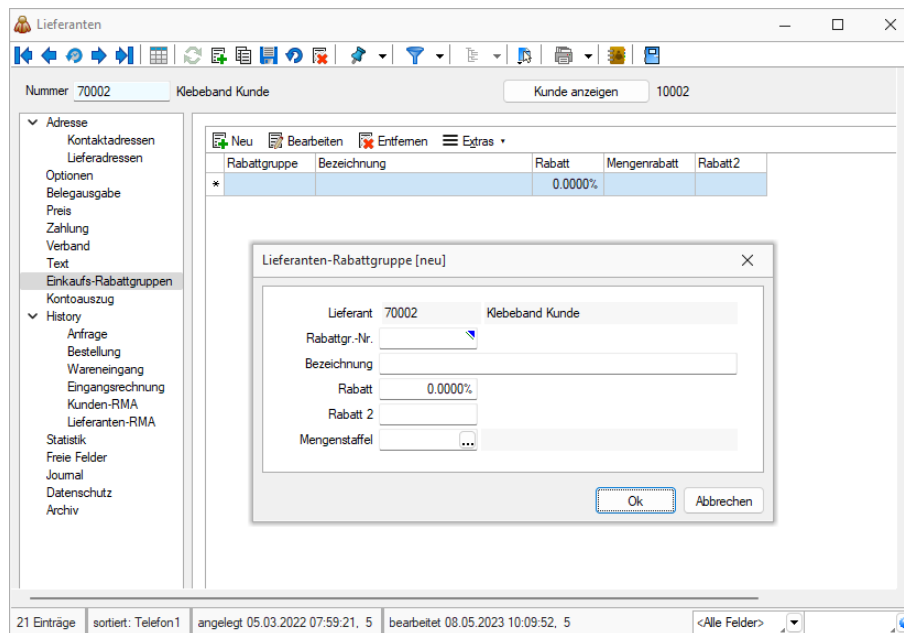 Lieferanten
Nummer 70002 Klebeband Kunde Kunde anzeigen 10002
Adresse
Kontaktadressen
Lieferadressen
Optionen
Belegausgabe
Preis
Zahlung
Verband
Text
Einkaufs-Rabattgruppen
Kontoauszug
History
Anfrage
Bestellung
Wareneingang
Eingangsrechnung
Kunden-RMA
Lieferanten-RMA
Statistik
Freie Felder
Journal
Datenschutz
Archiv
Neu Bearbeiten Entfernen Extras
Rabattgruppe Bezeichnung Rabatt Mengenrabatt Rabatt2
* 0.0000%
Lieferanten-Rabattgruppe [neu]
Lieferant 70002 Klebeband Kunde
Rabattgr.-Nr.
Bezeichnung
Rabatt 0.0000%
Rabatt 2
Mengenstaffel ...
Ok Abbrechen
21 Einträge sortiert: Telefon1 angelegt 05.03.2022 07:59:21, 5 bearbeitet 08.05.2023 10:09:52, 5 <Alle Felder>